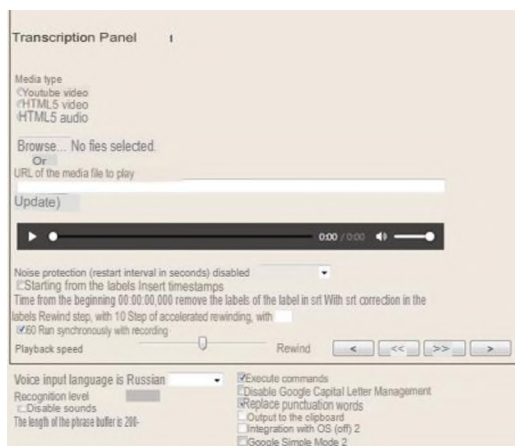 Transcription Panel
Media type
Youtube video
HTML5 video
HTML5 audio
Browse... No fies selected.
Or
URL of the media file to play
Update)
0:00 / 0:00
Noise protection (restart interval in seconds) disabled
Starting from the labels Insert timestamps
Time from the beginning 00:00:00,000 remove the labels of the label in srt With srt correction in the
labels Rewind step, with 10 Step of accelerated rewinding, with
60 Run synchronously with recording
Playback speed Rewind < << >> >
Voice input language is Russian
Recognition level
Disable sounds
The length of the phrase buffer is 200-
Execute commands
Disable Google Capital Letter Management
Replace punctuation words
Output to the clipboard
Integration with OS (off) 2
Google Simple Mode 2